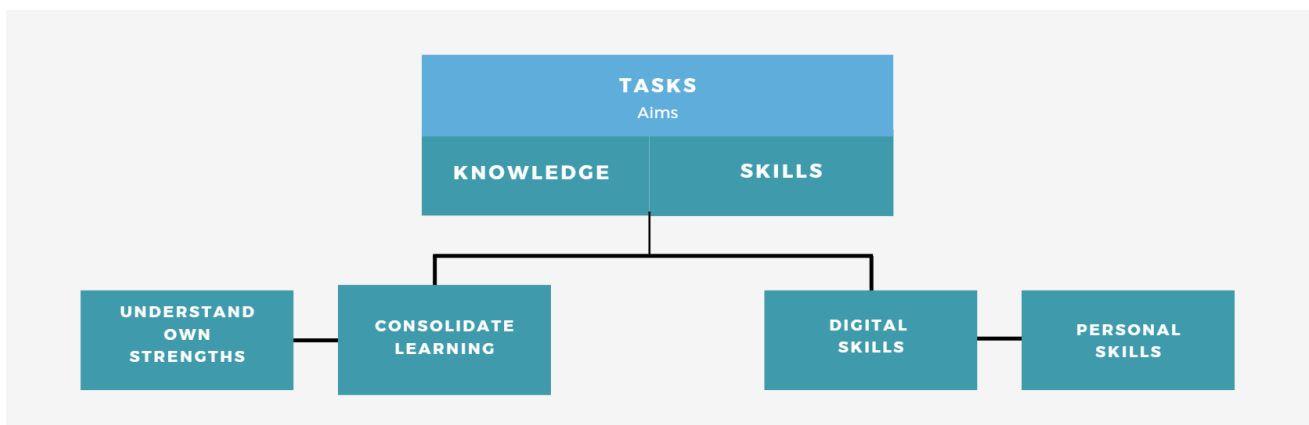 TASKS
Aims
KNOWLEDGE
SKILLS
UNDERSTAND
OWN
STRENGTHS
CONSOLIDATE
LEARNING
DIGITAL
SKILLS
PERSONAL
SKILLS